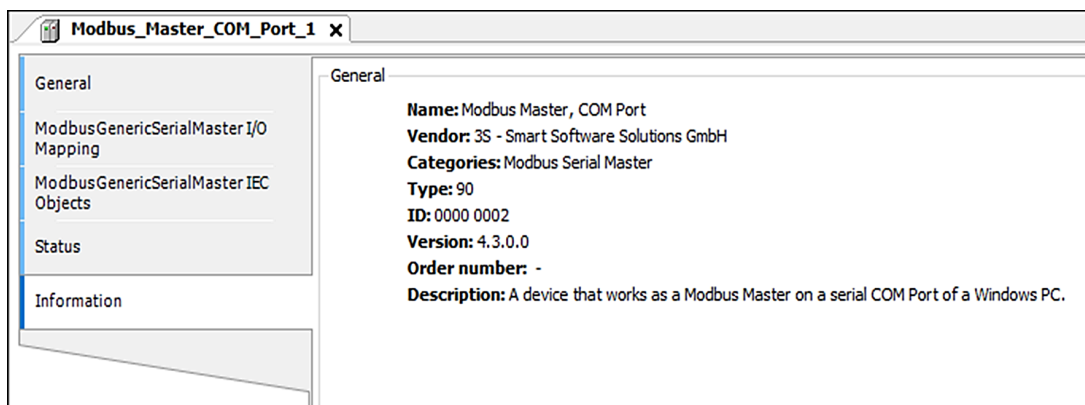 Modbus_Master_COM_Port_1
General
ModbusGenericSerialMaster I/O
Mapping
ModbusGenericSerialMaster IEC
Objects
Status
Information
General
Name: Modbus Master, COM Port
Vendor: 3S - Smart Software Solutions GmbH
Categories: Modbus Serial Master
Type: 90
ID: 0000 0002
Version: 4.3.0.0
Order number: -
Description: A device that works as a Modbus Master on a serial COM Port of a Windows PC.